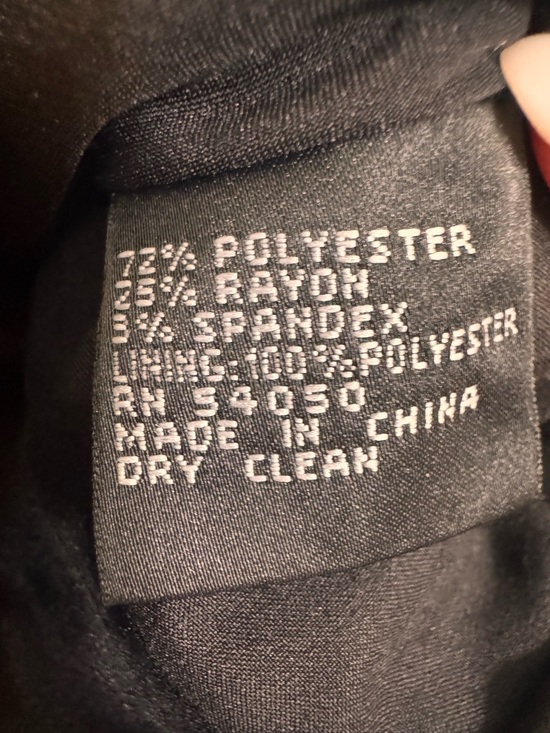 72% POLYESTER
25% RAYON
3% SPANDEX
LINING:100%POLYESTER
RN 54050
MADE IN CHINA
DRY CLEAN